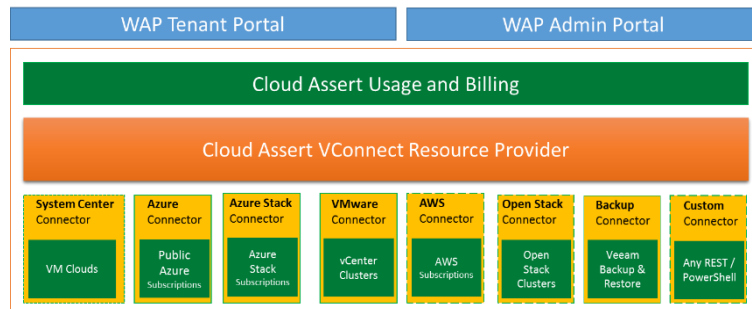 WAP Tenant Portal
WAP Admin Portal
Cloud Assert Usage and Billing
Cloud Assert VConnect Resource Provider
System Center
Connector
VM Clouds
Azure
Connector
Public
Azure
Subscriptions
Azure Stack
Connector
Azure
Stack
Subscriptions
VMware
Connector
vCenter
Clusters
AWS
Connector
AWS
Subscriptions
Open Stack
Connector
Open
Stack
Clusters
Backup
Connector
Veeam
Backup &
Restore
Custom
Connector
Any REST /
PowerShell